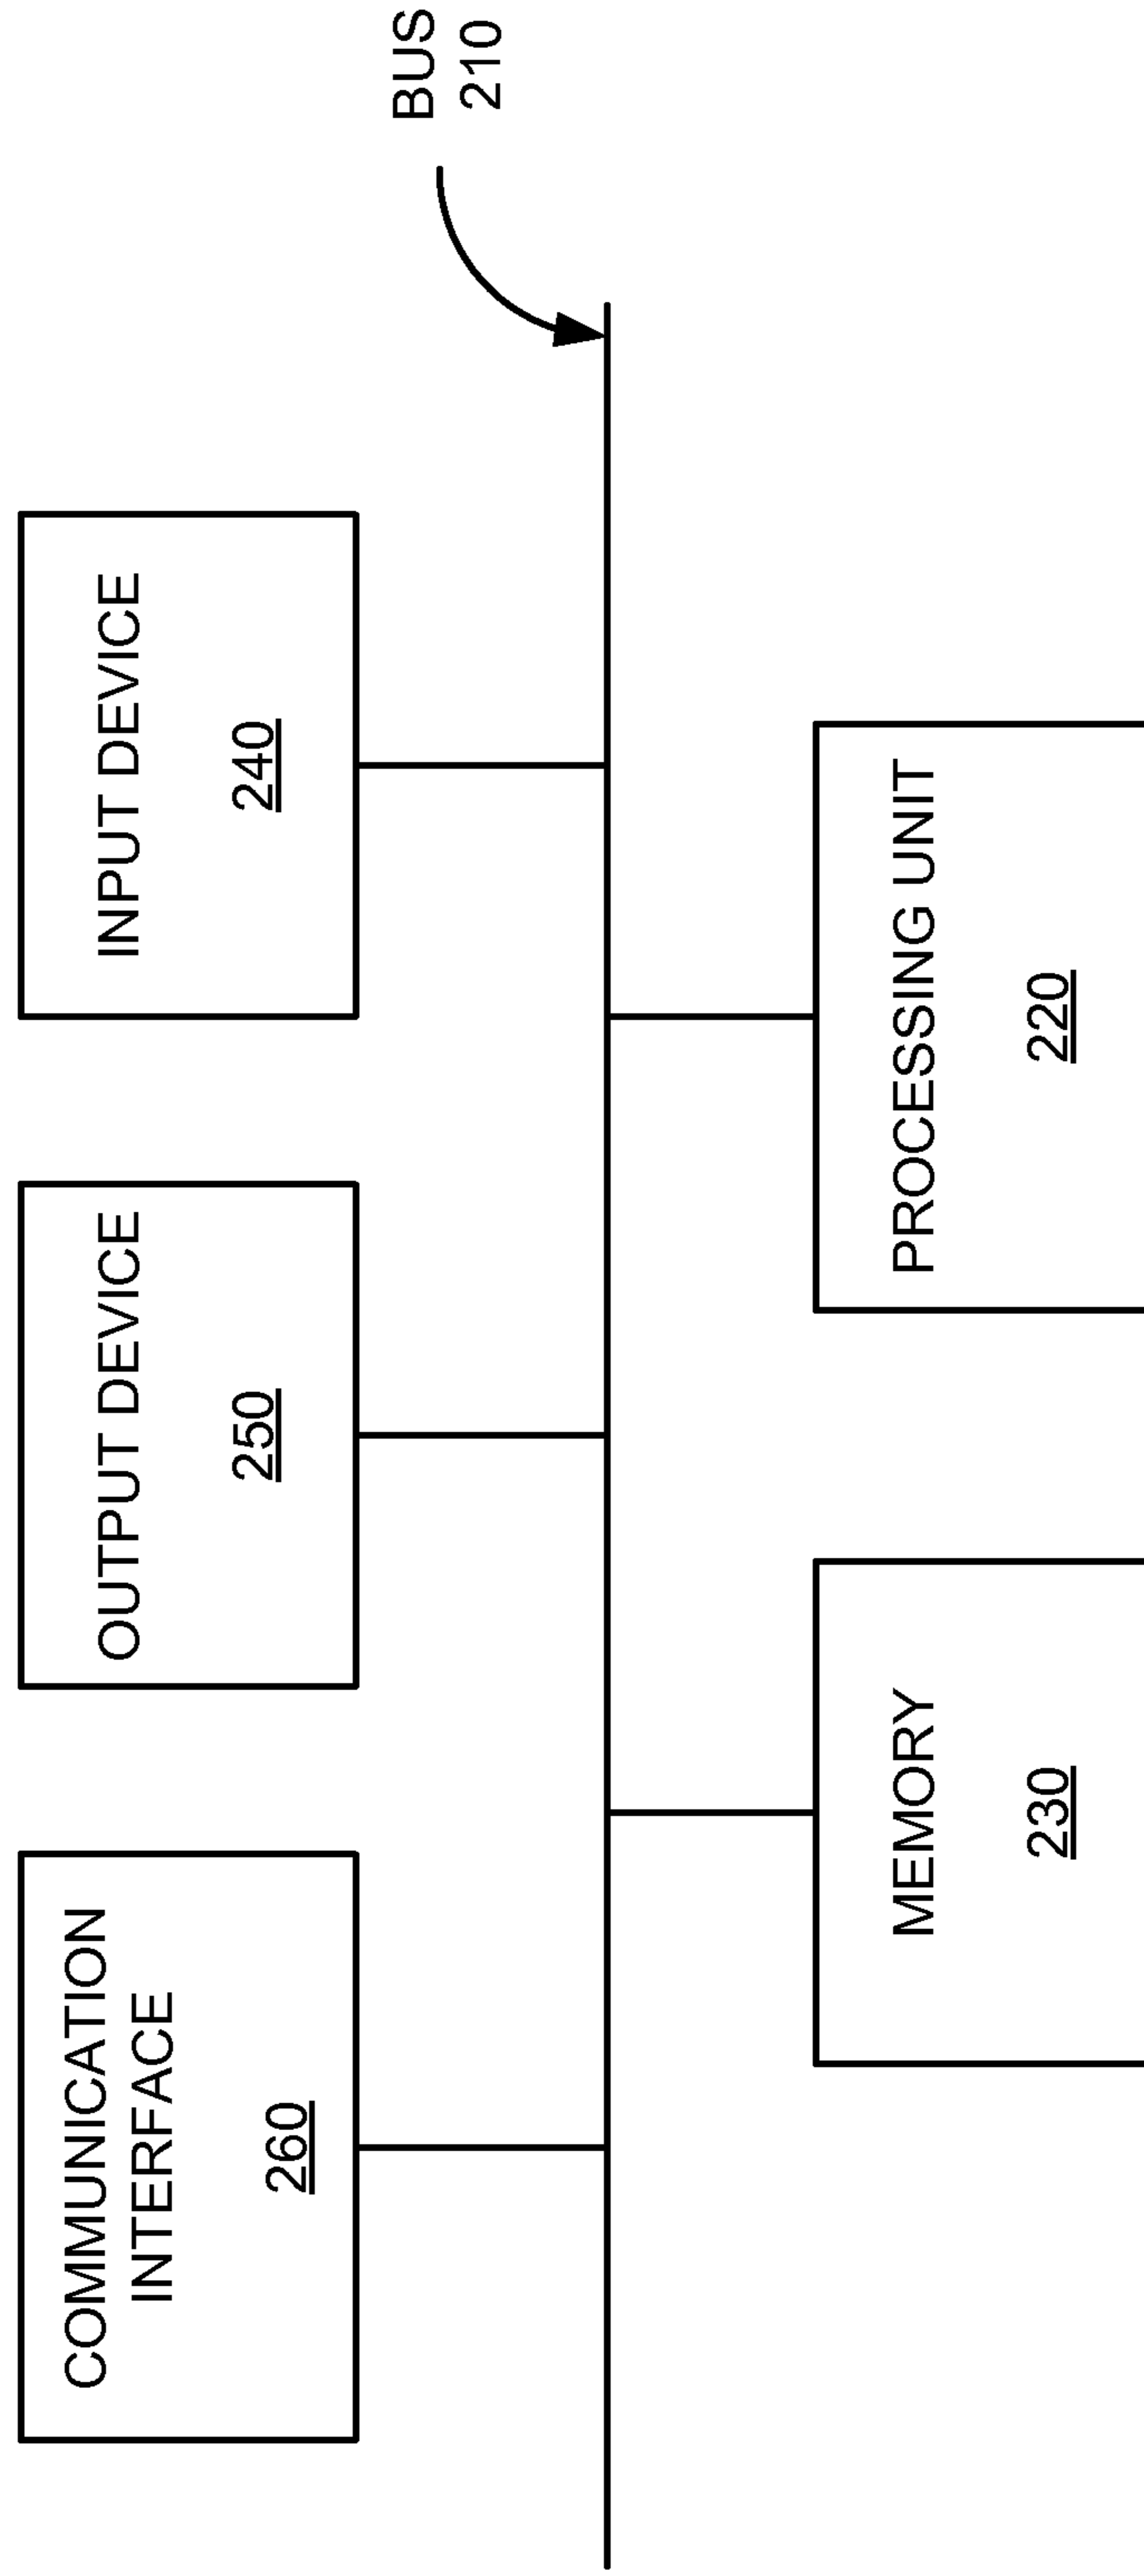 COMMUNICATION
INTERFACE
260
OUTPUT DEVICE
250
INPUT DEVICE
240
BUS
210
MEMORY
230
PROCESSING UNIT
220